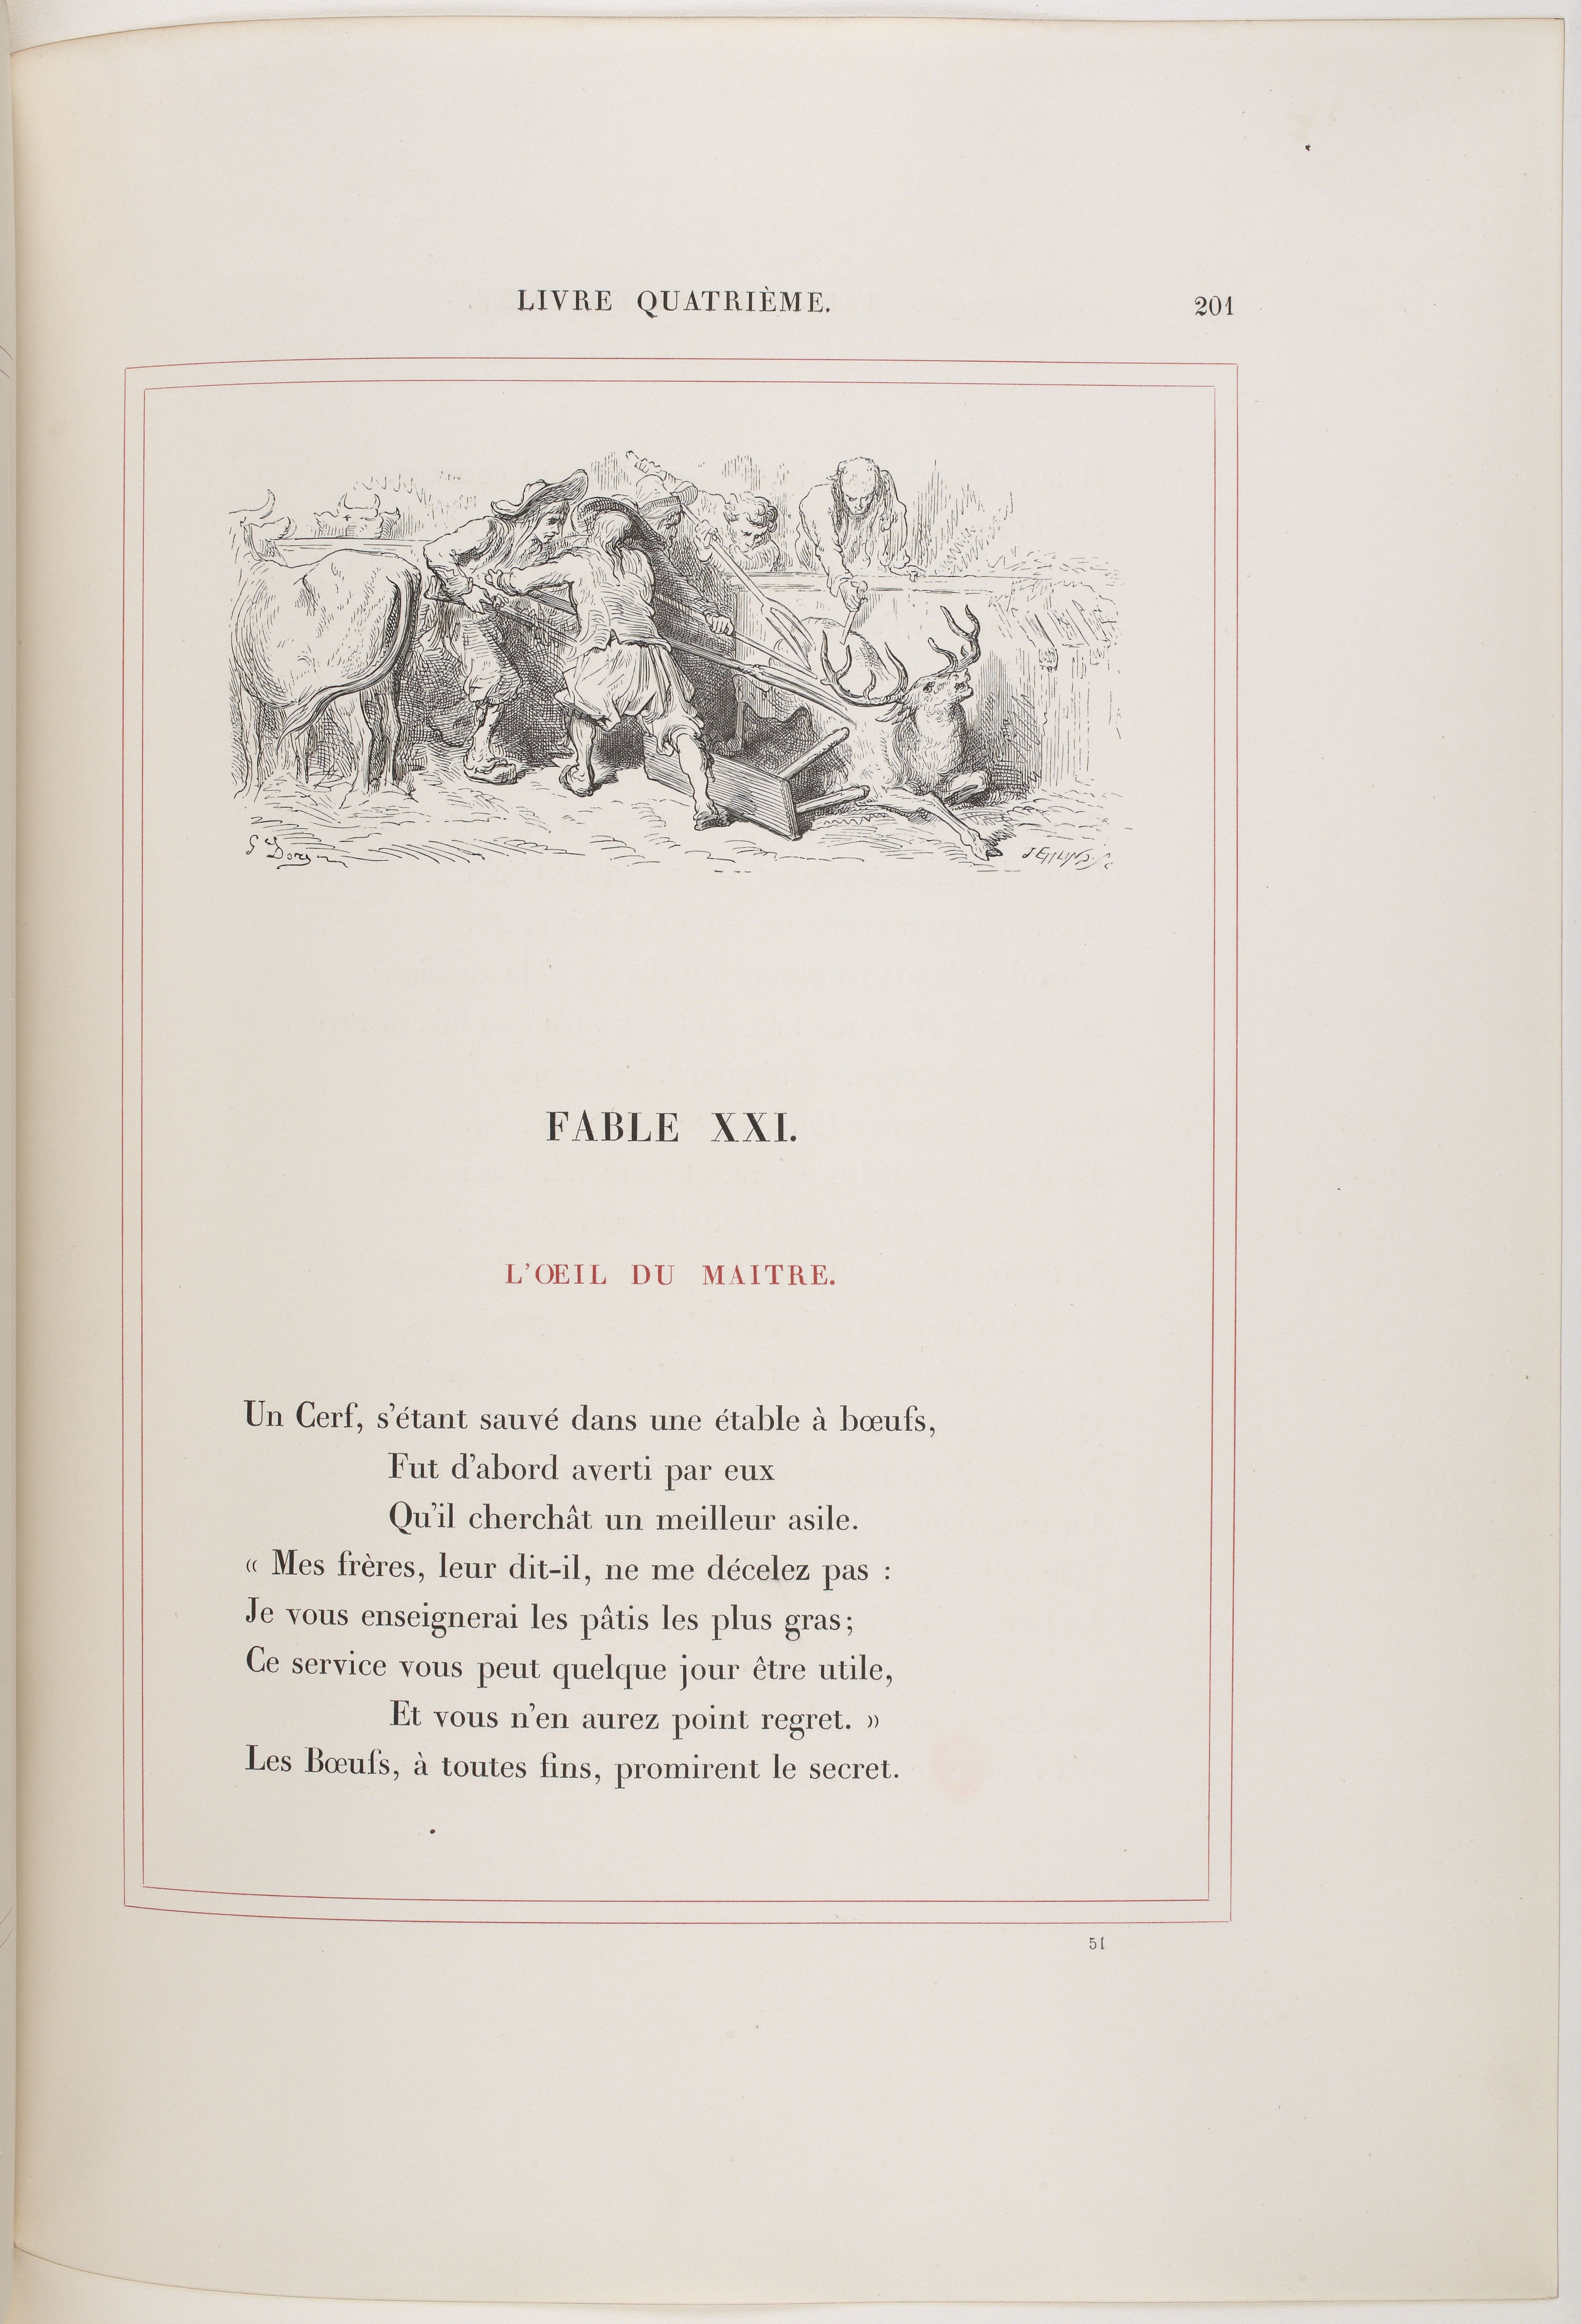 LIVRE QUATRIÈME. 201
G Doré
FABLE XXI.
L'ŒIL DU MAITRE.
Un Cerf, s'étant sauvé dans une étable à bœufs,
Fut d'abord averti par eux
Qu'il cherchât un meilleur asile.
« Mes frères, leur dit-il, ne me décelez pas :
Je vous enseignerai les pâtis les plus gras;
Ce service vous peut quelque jour être utile,
Et vous n'en aurez point regret. »
Les Bœufs, à toutes fins, promirent le secret.
51